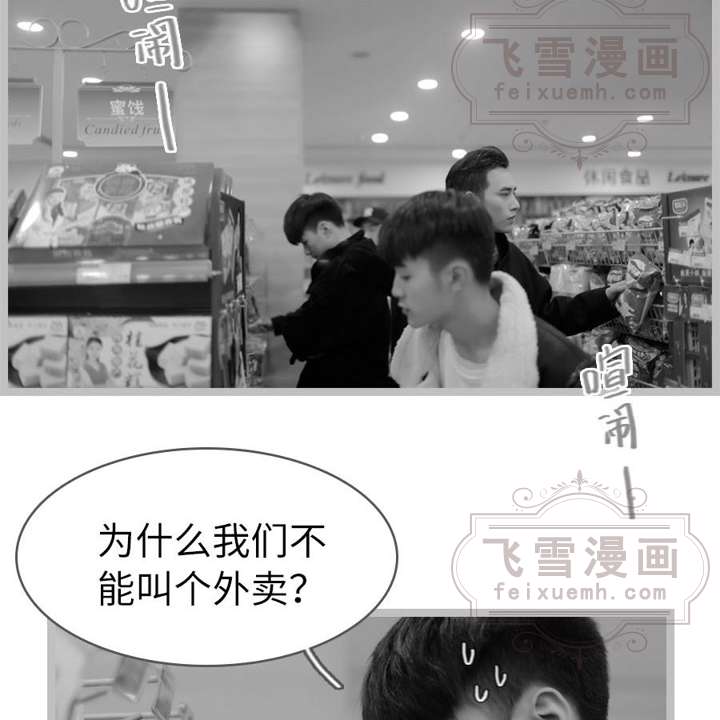 喧闹
飞雪漫画
feixuemh.com
蜜饯
Candied fru
Leisure food
休闲食品
Leisure
喧闹
飞雪漫画
feixuemh.com
为什么我们不
能叫个外卖?